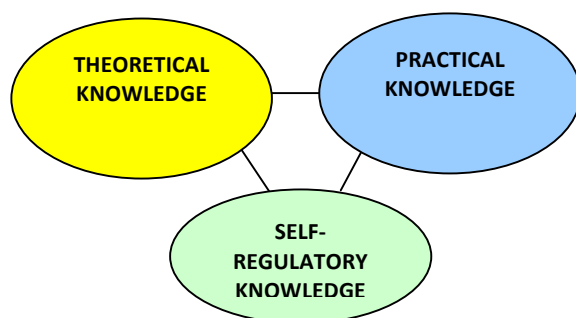 THEORETICAL
KNOWLEDGE
PRACTICAL
KNOWLEDGE
SELF-
REGULATORY
KNOWLEDGE